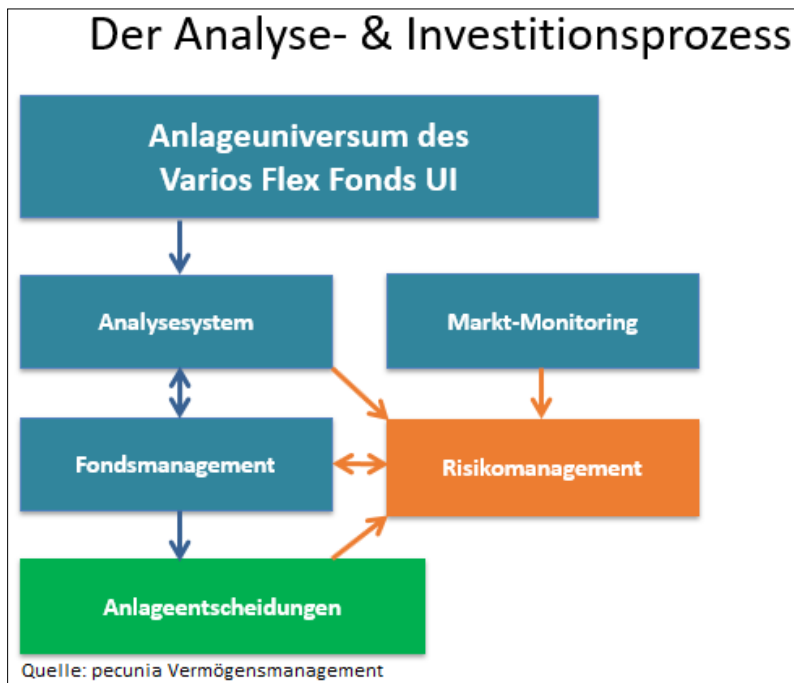 Der Analyse- & Investitionsprozess
Anlageuniversum des
Varios Flex Fonds UI
Analysesystem
Markt-Monitoring
Fondsmanagement
Risikomanagement
Anlageentscheidungen
Quelle: pecunia Vermögensmanagement